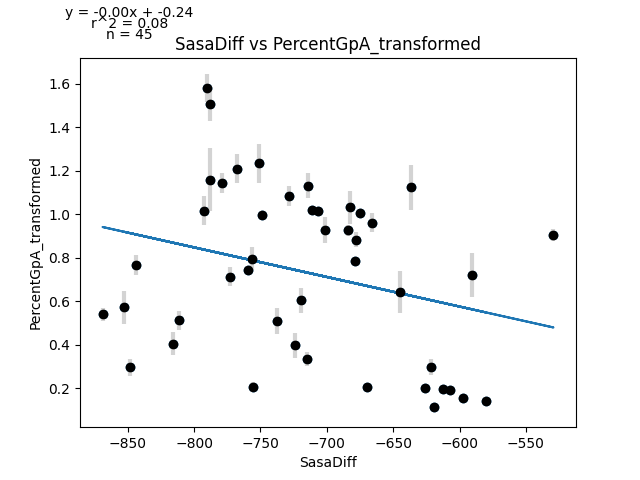 y = -0.00x + -0.24
r^2 = 0.08
n = 45
SasaDiff vs PercentGpA_transformed
PercentGpA_transformed
1.6
1.4
1.2
1.0
0.8
0.6
0.4
0.2
−850 −800 −750 −700 −650 −600 −550
SasaDiff